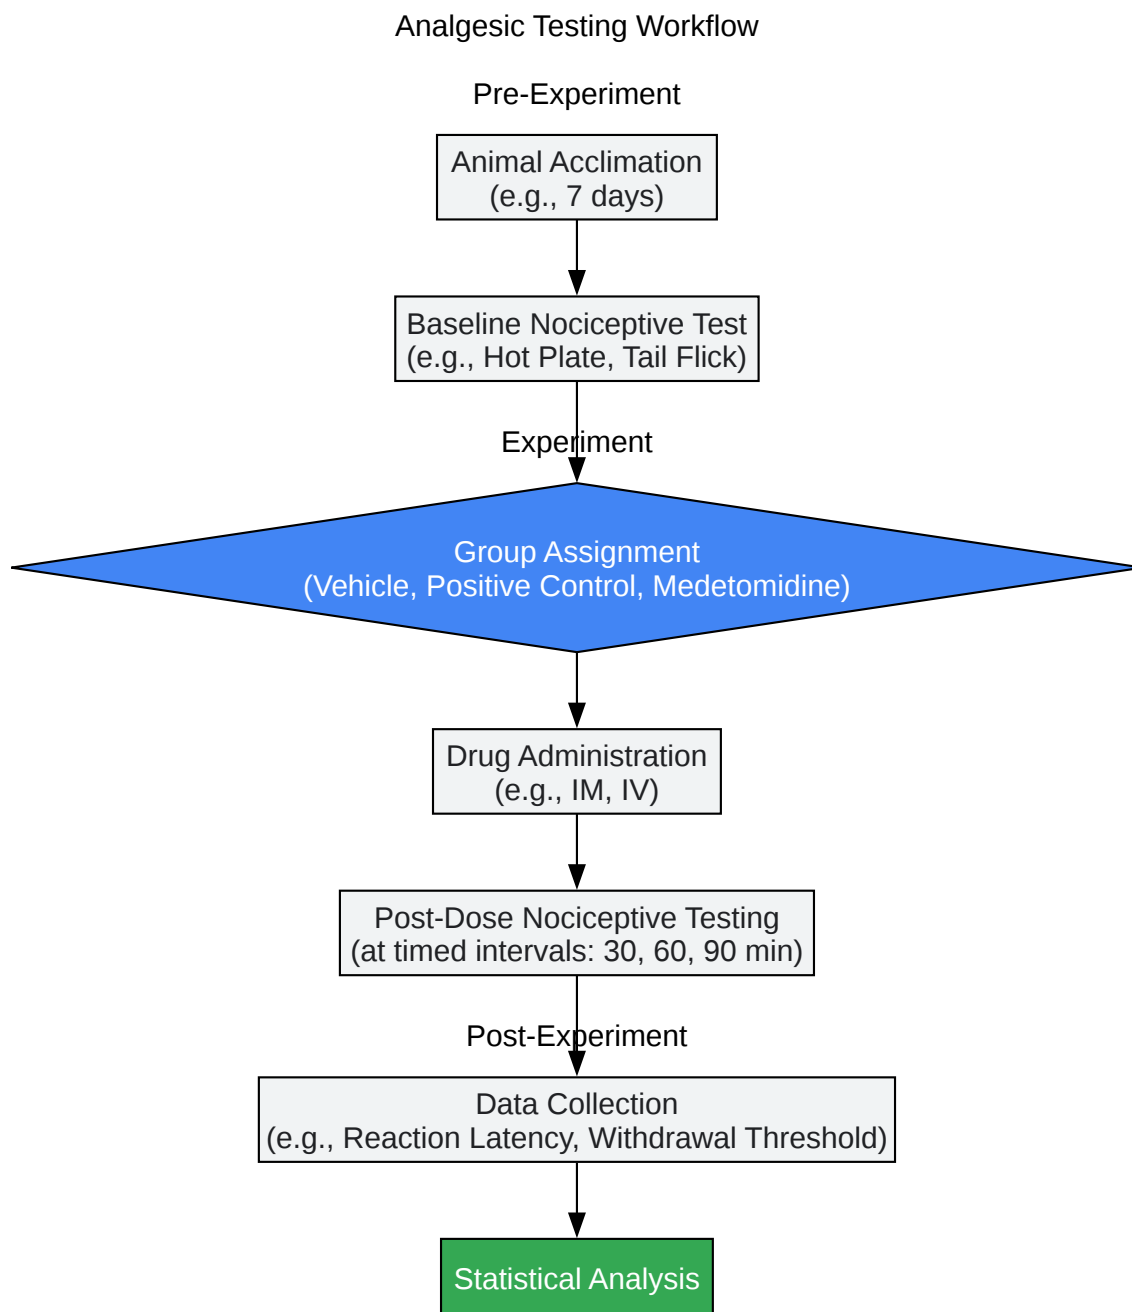 Analgesic Testing Workflow
Pre-Experiment
Animal Acclimation
(e.g., 7 days)
Baseline Nociceptive Test
(e.g., Hot Plate, Tail Flick)
Experiment
Group Assignment
(Vehicle, Positive Control, Medetomidine)
Drug Administration
(e.g., IM, IV)
Post-Dose Nociceptive Testing
(at timed intervals: 30, 60, 90 min)
Post-Experiment
Data Collection
(e.g., Reaction Latency, Withdrawal Threshold)
Statistical Analysis